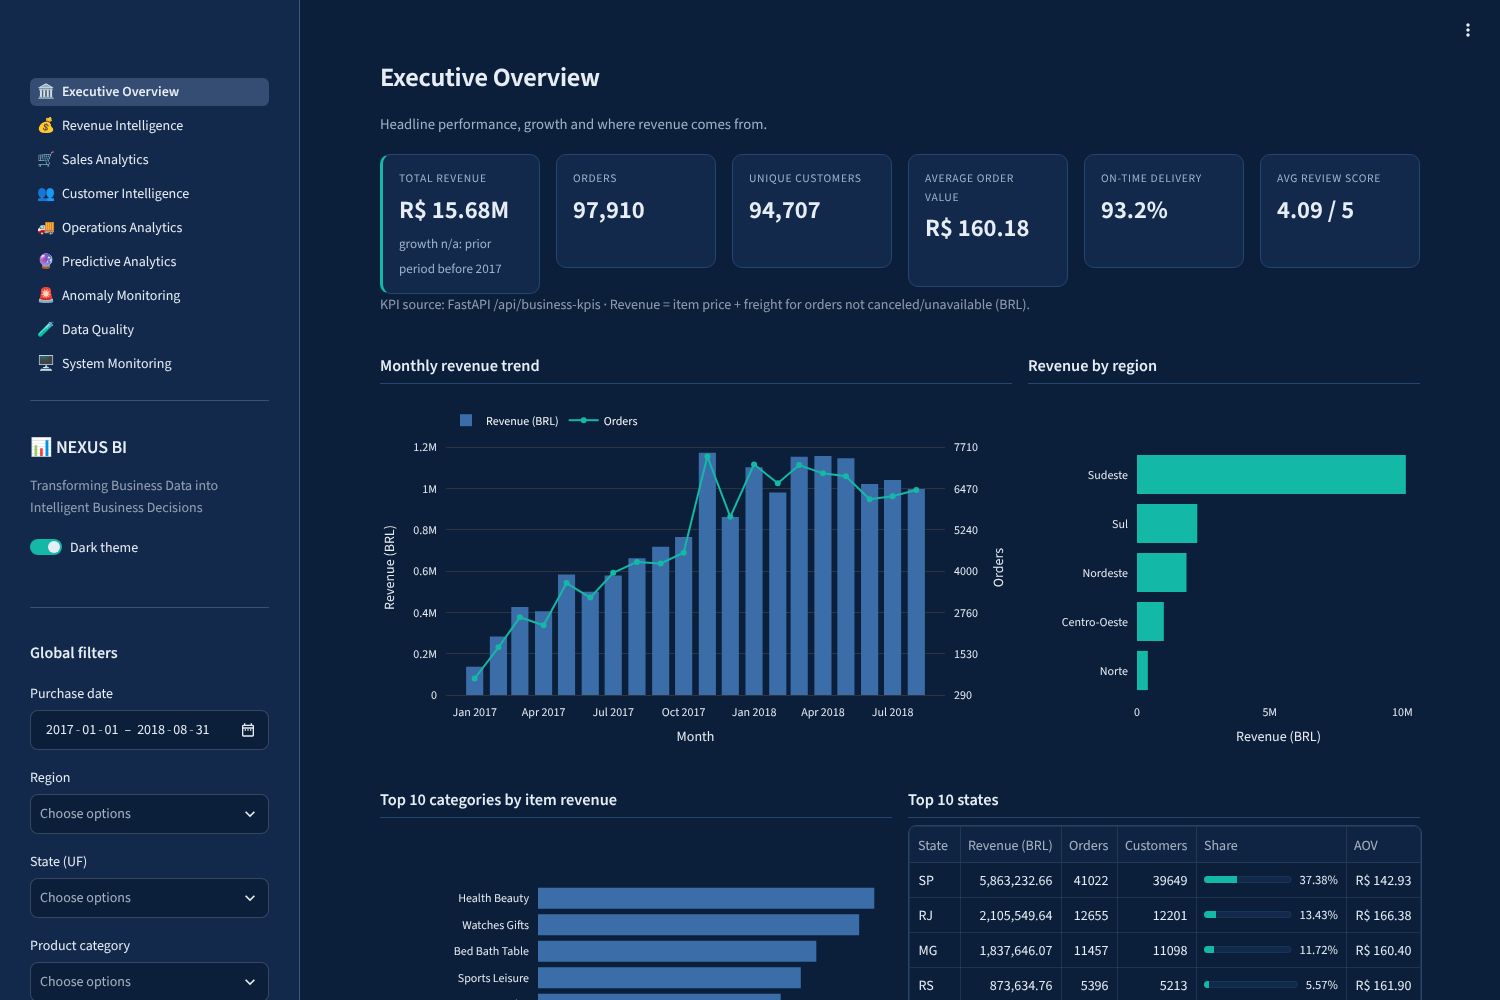 Executive Overview
Revenue Intelligence
Sales Analytics
Customer Intelligence
Operations Analytics
Predictive Analytics
Anomaly Monitoring
Data Quality
System Monitoring
NEXUS BI
Transforming Business Data into
Intelligent Business Decisions
Dark theme
Global filters
Purchase date
2017-01-01 – 2018-08-31
Region
Choose options
State (UF)
Choose options
Product category
Choose options
Executive Overview
Headline performance, growth and where revenue comes from.
TOTAL REVENUE
R$ 15.68M
growth n/a: prior
period before 2017
ORDERS
97,910
UNIQUE CUSTOMERS
94,707
AVERAGE ORDER
VALUE
R$ 160.18
ON-TIME DELIVERY
93.2%
AVG REVIEW SCORE
4.09 / 5
KPI source: FastAPI /api/business-kpis · Revenue = item price + freight for orders not canceled/unavailable (BRL).
Monthly revenue trend
Revenue (BRL) Orders
1.2M 7710
1M 6470
0.8M 5240
0.6M 4000
0.4M 2760
0.2M 1530
0 290
Revenue (BRL)
Orders
Jan 2017 Apr 2017 Jul 2017 Oct 2017 Jan 2018 Apr 2018 Jul 2018
Month
Revenue by region
Sudeste
Sul
Nordeste
Centro-Oeste
Norte
0 5M 10M
Revenue (BRL)
Top 10 categories by item revenue
Health Beauty
Watches Gifts
Bed Bath Table
Sports Leisure
Top 10 states
State Revenue (BRL) Orders Customers Share AOV
SP 5,863,232.66 41022 39649 37.38% R$ 142.93
RJ 2,105,549.64 12655 12201 13.43% R$ 166.38
MG 1,837,646.07 11457 11098 11.72% R$ 160.40
RS 873,634.76 5396 5213 5.57% R$ 161.90